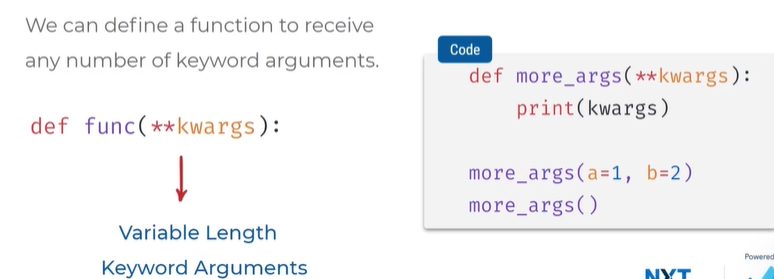 We can define a function to receive
any number of keyword arguments.
def func(**kwargs):
Variable Length
Keyword Arguments
Code
def more_args(**kwargs):
print(kwargs)
more_args(a=1, b=2)
more_args()
NXT
Powered